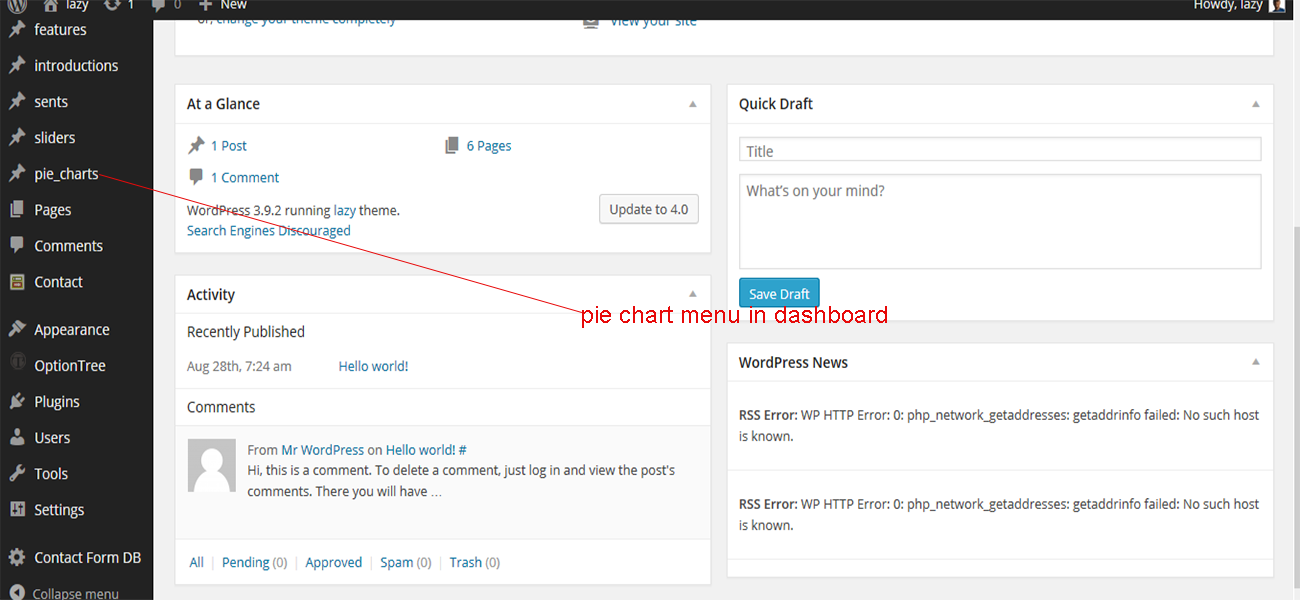 lazy 1 0 New Howdy, lazy
or, change your theme completely
View your site
features
introductions
sents
sliders
pie_charts
Pages
Comments
Contact
Appearance
OptionTree
Plugins
Users
Tools
Settings
Contact Form DB
Collapse menu
At a Glance
1 Post 6 Pages
1 Comment
WordPress 3.9.2 running lazy theme.
Update to 4.0
Search Engines Discouraged
Activity
Recently Published
Aug 28th, 7:24 am Hello world!
Comments
From Mr WordPress on Hello world! #
Hi, this is a comment. To delete a comment, just log in and view the post's
comments. There you will have …
All | Pending (0) | Approved | Spam (0) | Trash (0)
Quick Draft
Title
What's on your mind?
Save Draft
pie chart menu in dashboard
WordPress News
RSS Error: WP HTTP Error: 0: php_network_getaddresses: getaddrinfo failed: No such host
is known.
RSS Error: WP HTTP Error: 0: php_network_getaddresses: getaddrinfo failed: No such host
is known.